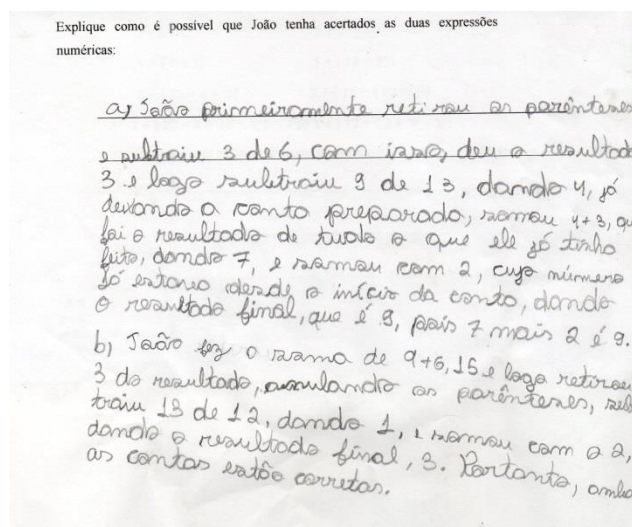 Explique como é possível que João tenha acertados as duas expressões
numéricas:
a) João primeiramente retirou os parênteses
e subtraiu 3 de 6, com isso, deu o resultado
3 e logo subtraiu 9 de 13, dando 4, já
deixando a conta preparada, somou 4+3, qu
foi o resultado de tudo o que ele já tinha
feito, dando 7, e somou com 2, cujo número
já estava desde o início da conta, dando
o resultado final, que é 9, pois 7 mais 2 é 9.
b) João fez a soma de 9+6, 15 e logo retirou
3 do resultado, anulando os parênteses, sub
traiu 13 de 12, dando 1, e somou com o 2,
dando o resultado final, 3. Portanto, ambas
as contas estão corretas.